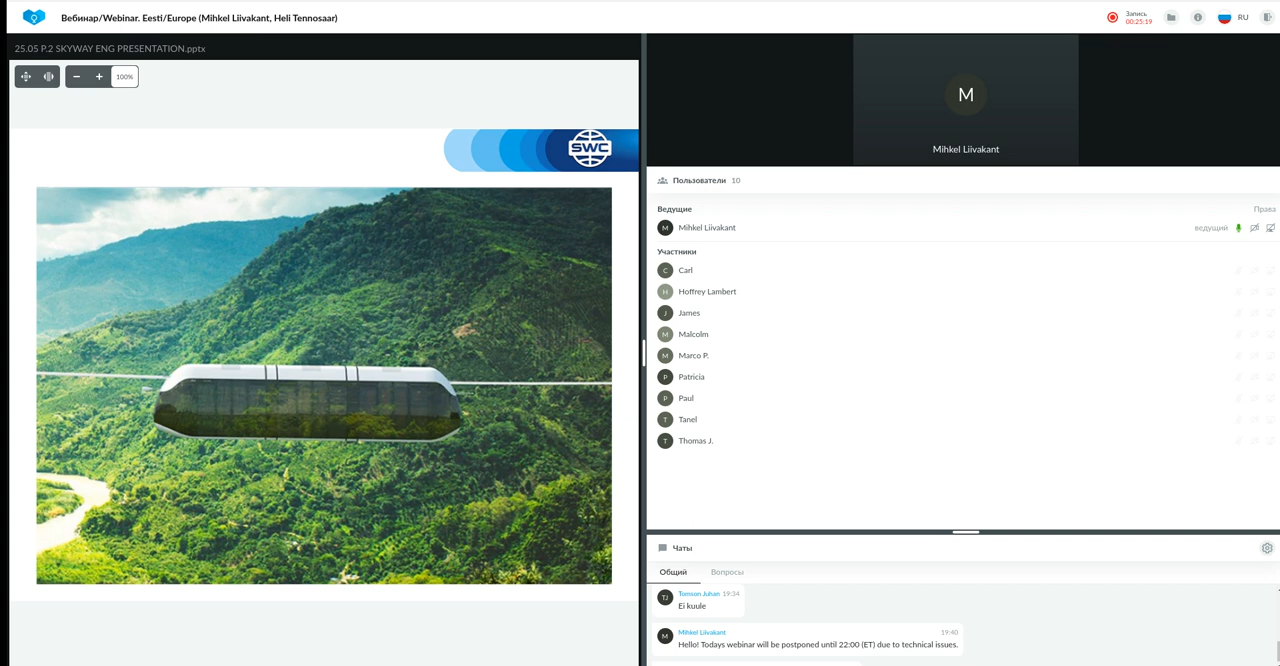 Вебинар/Webinar. Eesti/Europe (Mihkel Liivakant, Heli Tennosaar)
Запись
00:25:19
RU
25.05 P.2 SKYWAY ENG PRESENTATION.pptx
100%
SWC
M
Mihkel Liivakant
Пользователи 10
Ведущие
Права
M Mihkel Liivakant
ведущий
Участники
C Carl
H Hoffrey Lambert
J James
M Malcolm
M Marco P.
P Patricia
P Paul
T Tanel
T Thomas J.
Чаты
Общий Вопросы
TJ Tomson Juhan 19:34
Ei kuule
M Mihkel Liivakant 19:40
Hello! Todays webinar will be postponed until 22:00 (ET) due to technical issues.